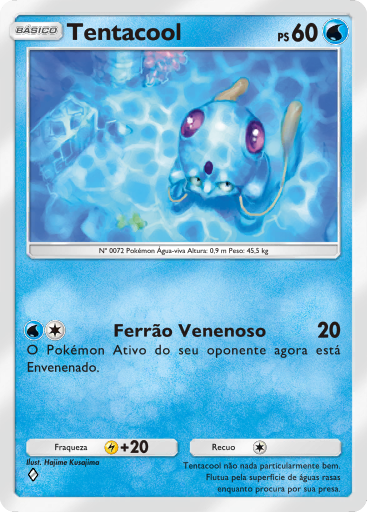 BÁSICO Tentacool PS 60
Nº 0072 Pokémon Água-viva Altura: 0,9 m Peso: 45,5 kg
Ferrão Venenoso 20
O Pokémon Ativo do seu oponente agora está
Envenenado.
Fraqueza +20 Recuo
Ilust. Hajime Kusajima
Tentacool não nada particularmente bem.
Flutua pela superfície de águas rasas
enquanto procura por sua presa.